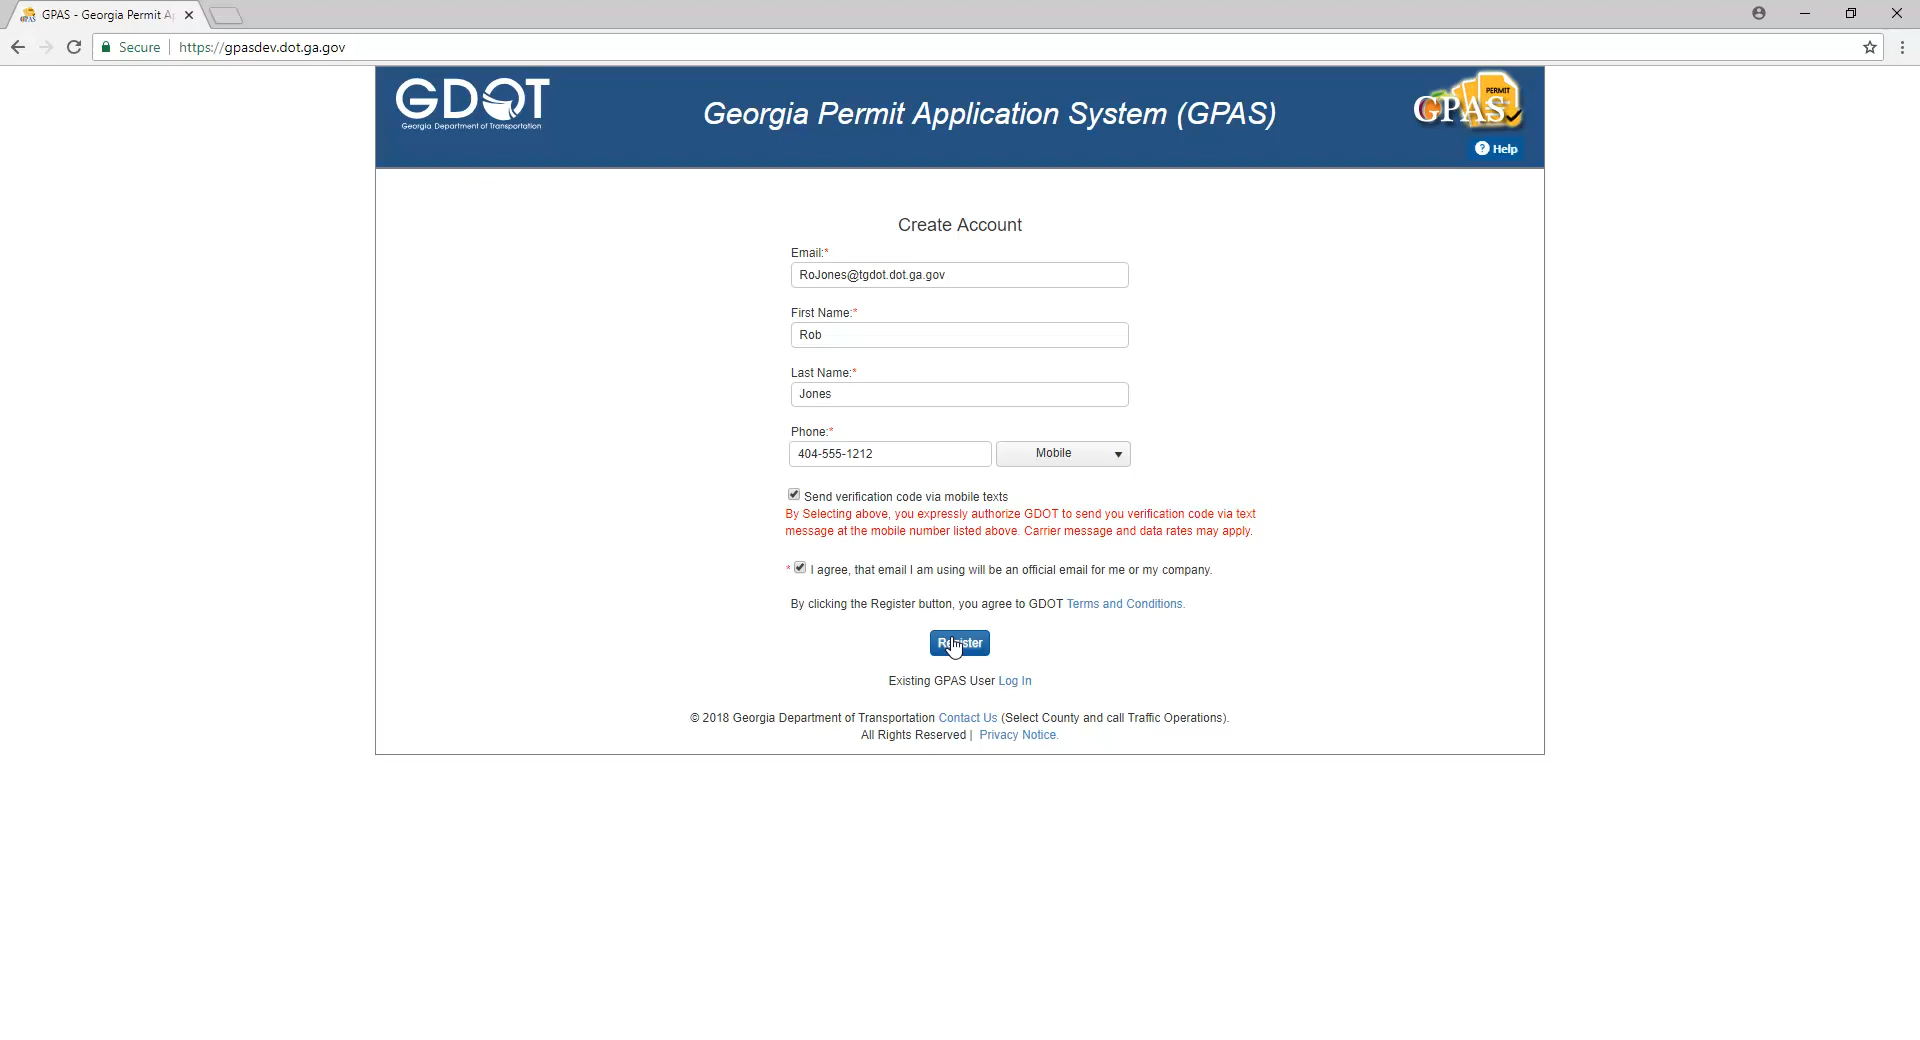 GPAS - Georgia Permit A
Secure
https://gpasdev.dot.ga.gov
GDOT
Georgia Department of Transportation
Georgia Permit Application System (GPAS)
PERMIT
GPAS
? Help
Create Account
Email:*
RoJones@tgdot.dot.ga.gov
First Name:*
Rob
Last Name:*
Jones
Phone:*
404-555-1212 Mobile
Send verification code via mobile texts
By Selecting above, you expressly authorize GDOT to send you verification code via text
message at the mobile number listed above. Carrier message and data rates may apply.
* I agree, that email I am using will be an official email for me or my company.
By clicking the Register button, you agree to GDOT Terms and Conditions.
Register
Existing GPAS User Log In
© 2018 Georgia Department of Transportation Contact Us (Select County and call Traffic Operations).
All Rights Reserved | Privacy Notice.